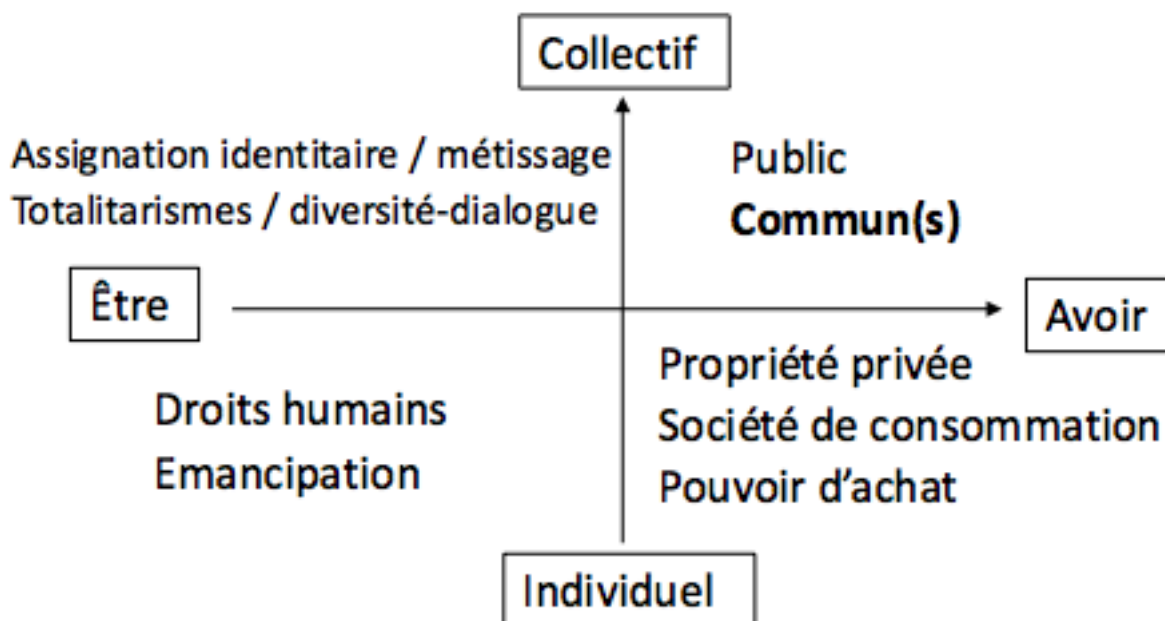 Collectif
Assignation identitaire / métissage
Totalitarismes / diversité-dialogue
Public
Commun(s)
Être
Avoir
Droits humains
Emancipation
Propriété privée
Société de consommation
Pouvoir d’achat
Individuel